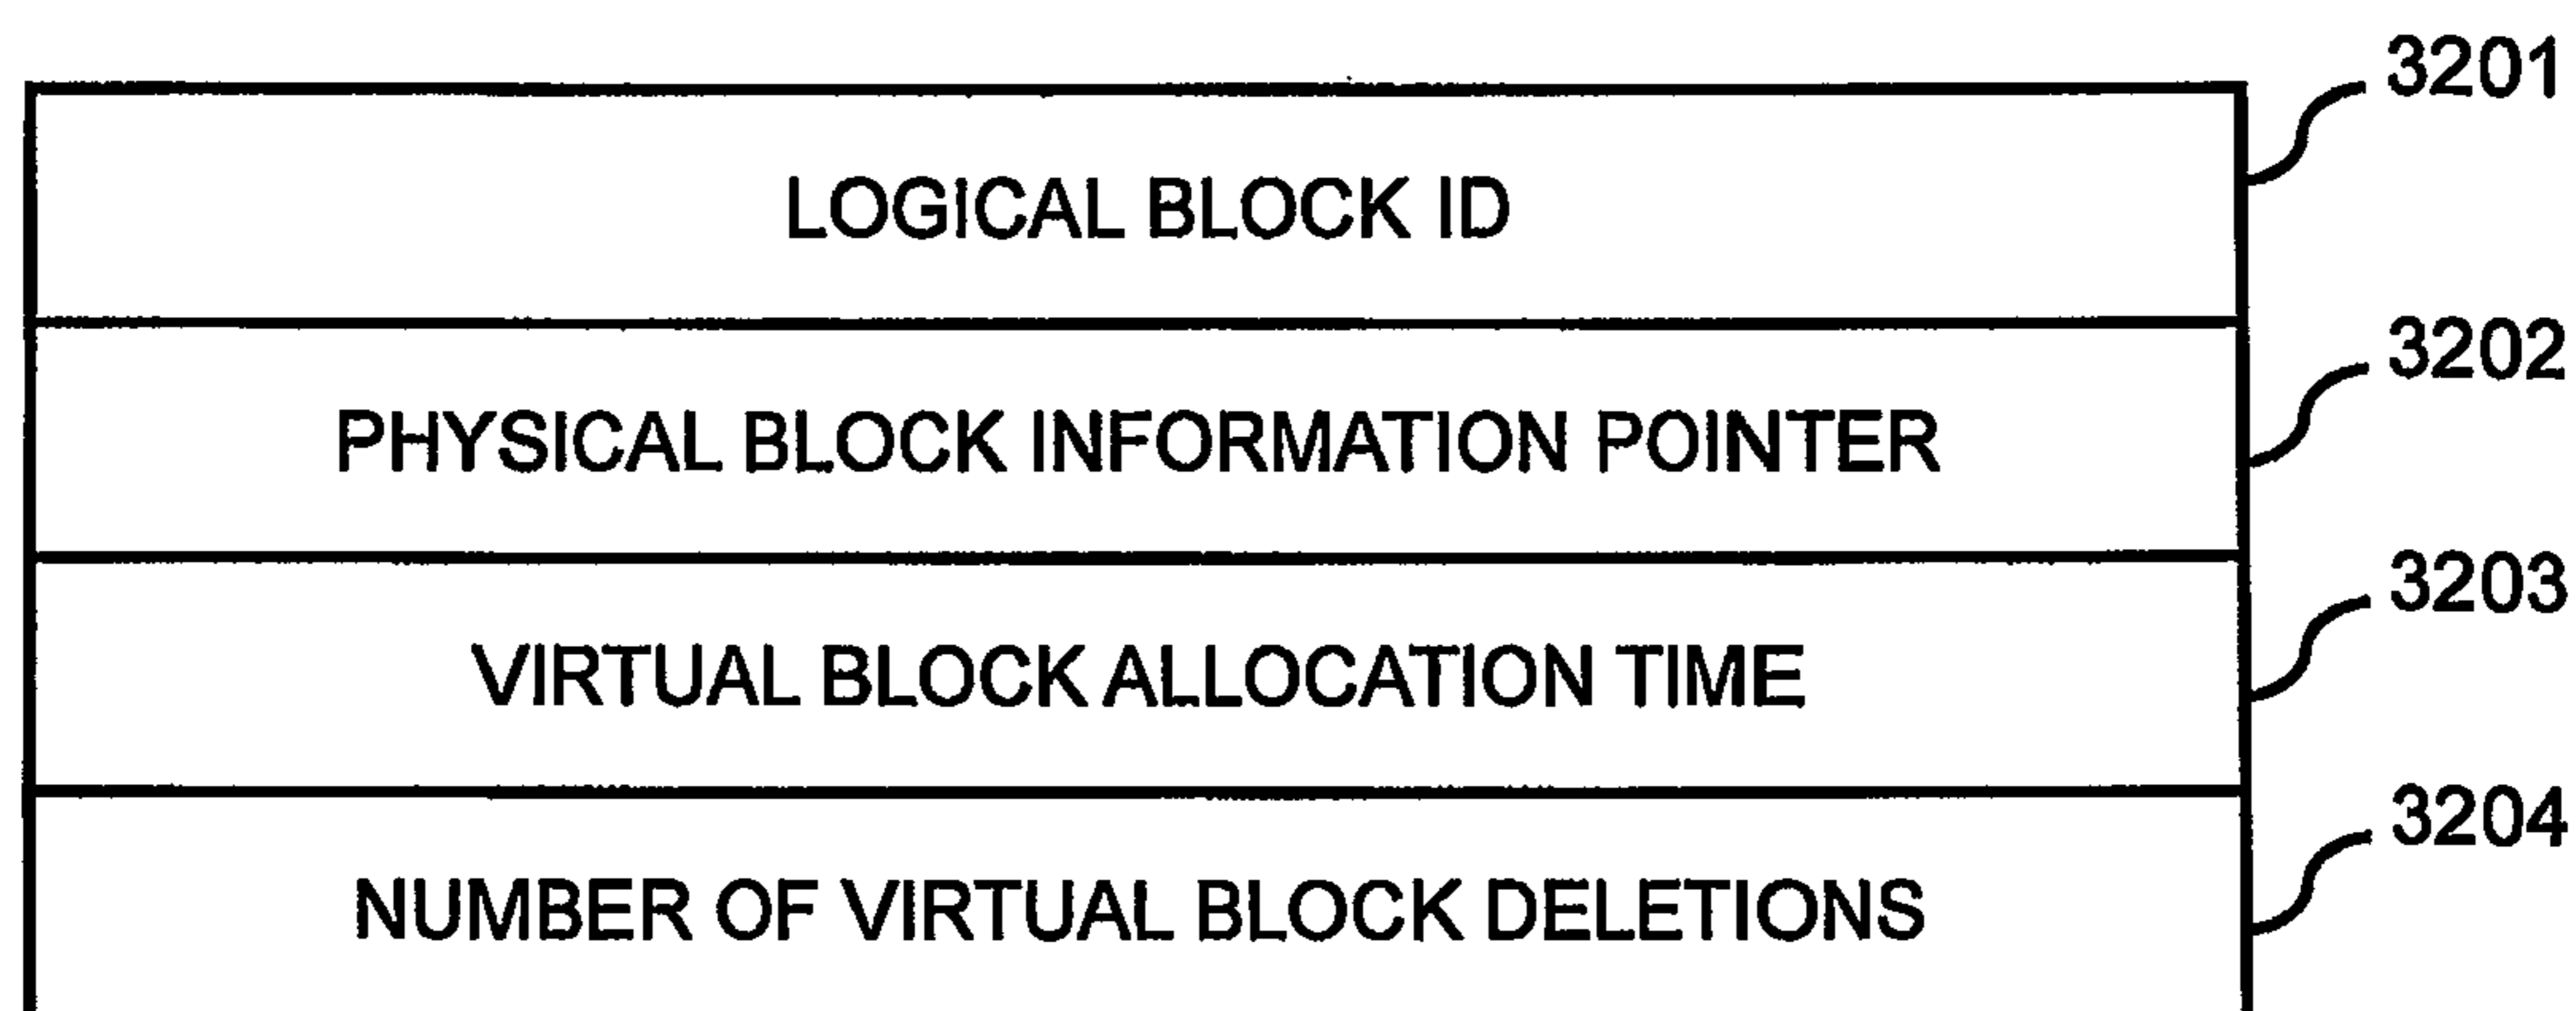 3201
LOGICAL BLOCK ID
3202
PHYSICAL BLOCK INFORMATION POINTER
3203
VIRTUAL BLOCK ALLOCATION TIME
3204
NUMBER OF VIRTUAL BLOCK DELETIONS